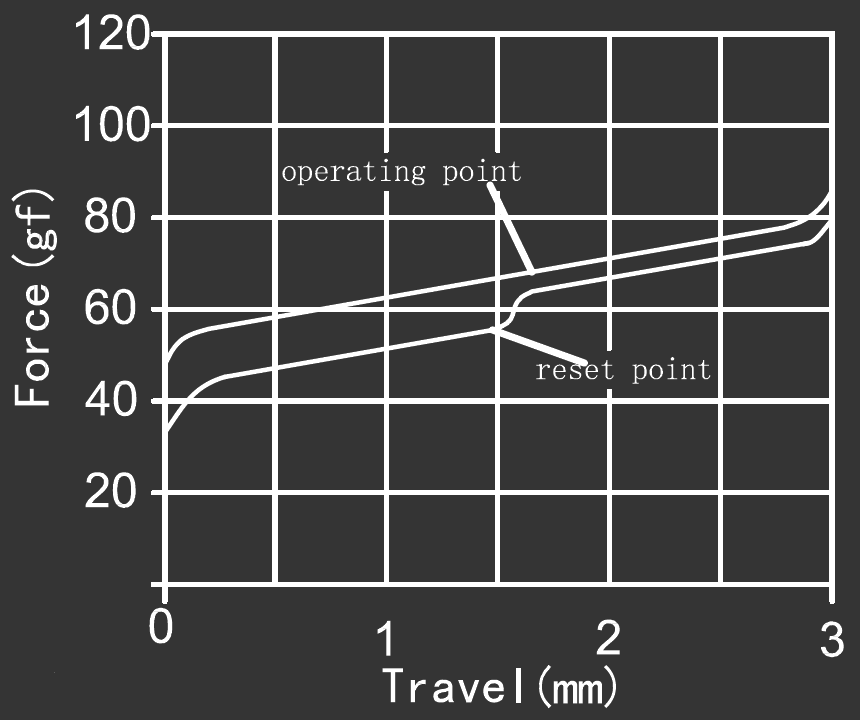 120
100
operating point
80
60
reset point
40
20
Force(gf)
0
1
2
3
Travel(mm)